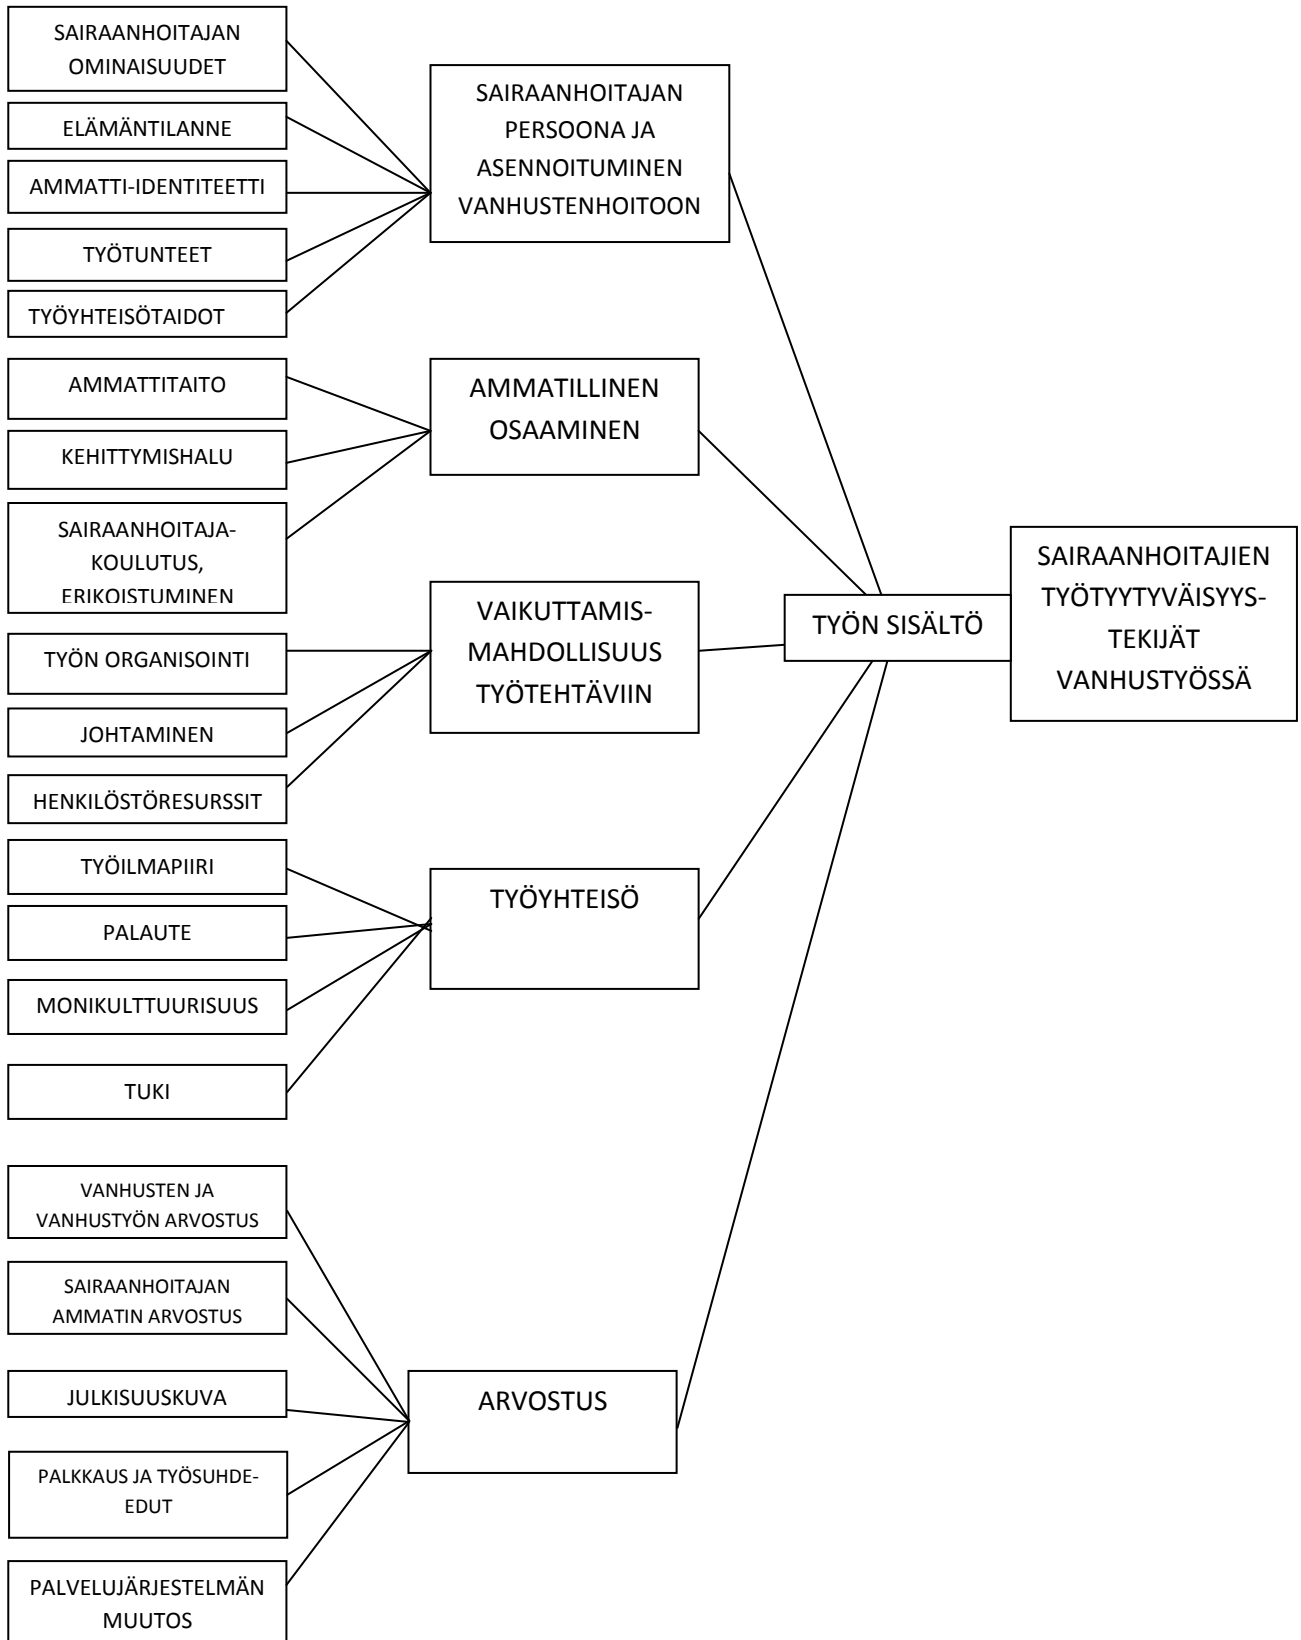 SAIRAANHOITAJAN
OMINAISUUDET
ELÄMÄNTILANNE
AMMATTI-IDENTITEETTI
TYÖTUNTEET
TYÖYHTEISÖTAIDOT
SAIRAANHOITAJAN
PERSOONA JA
ASENNOITUMINEN
VANHUSTENHOITOON
AMMATTITAITO
KEHITTYMISHALU
SAIRAANHOITAJA-
KOULUTUS,
ERIKOISTUMINEN
AMMATILLINEN
OSAAMINEN
TYÖN ORGANISOINTI
JOHTAMINEN
HENKILÖSTÖRESURSSIT
VAIKUTTAMIS-
MAHDOLLISUUS
TYÖTEHTÄVIIN
TYÖILMAPIIRI
PALAUTE
MONIKULTTUURISUUS
TUKI
TYÖYHTEISÖ
VANHUSTEN JA
VANHUSTYÖN ARVOSTUS
SAIRAANHOITAJAN
AMMATIN ARVOSTUS
JULKISUUSKUVA
PALKKAUS JA TYÖSUHDE-
EDUT
PALVELUJÄRJESTELMÄN
MUUTOS
ARVOSTUS
TYÖN SISÄLTÖ
SAIRAANHOITAJIEN
TYÖTYYTYVÄISYYS-
TEKIJÄT
VANHUSTYÖSSÄ